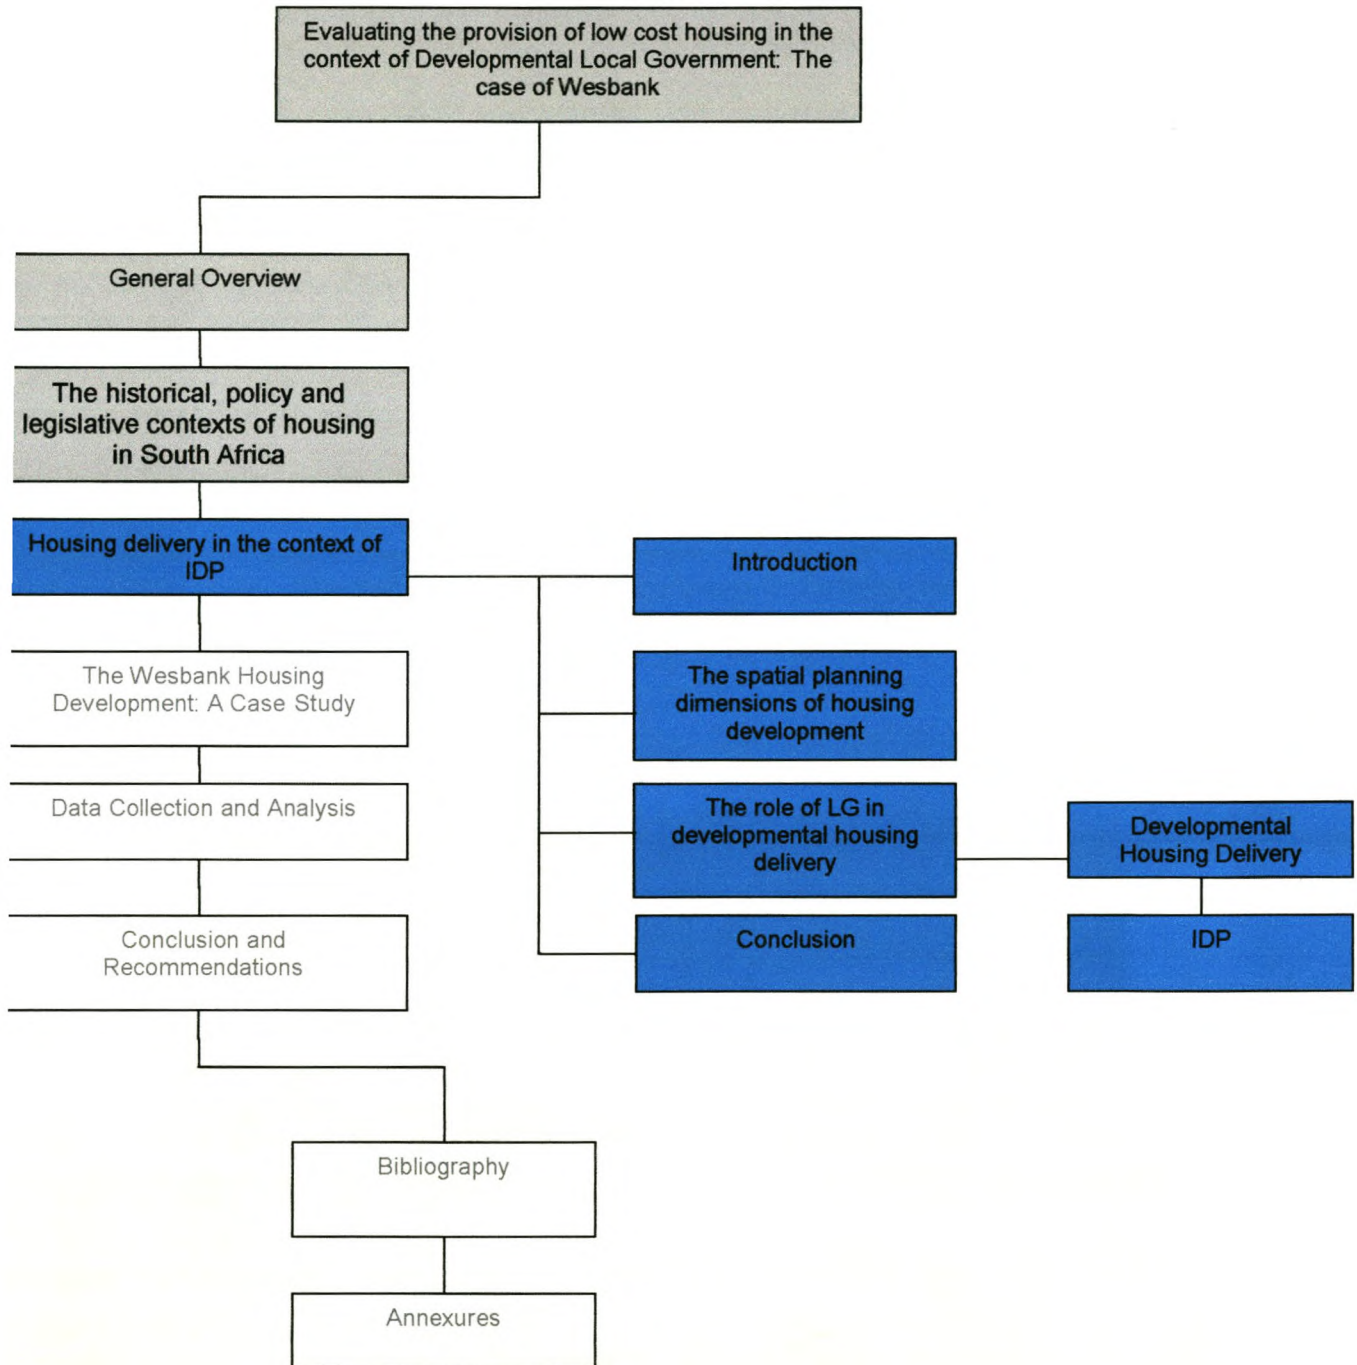 Evaluating the provision of low cost housing in the
context of Developmental Local Government: The
case of Wesbank
General Overview
The historical, policy and
legislative contexts of housing
in South Africa
Housing delivery in the context of
IDP
Introduction
The spatial planning
dimensions of housing
development
The role of LG in
developmental housing
delivery
Conclusion
Developmental
Housing Delivery
IDP
The Wesbank Housing
Development: A Case Study
Data Collection and Analysis
Conclusion and
Recommendations
Bibliography
Annexures